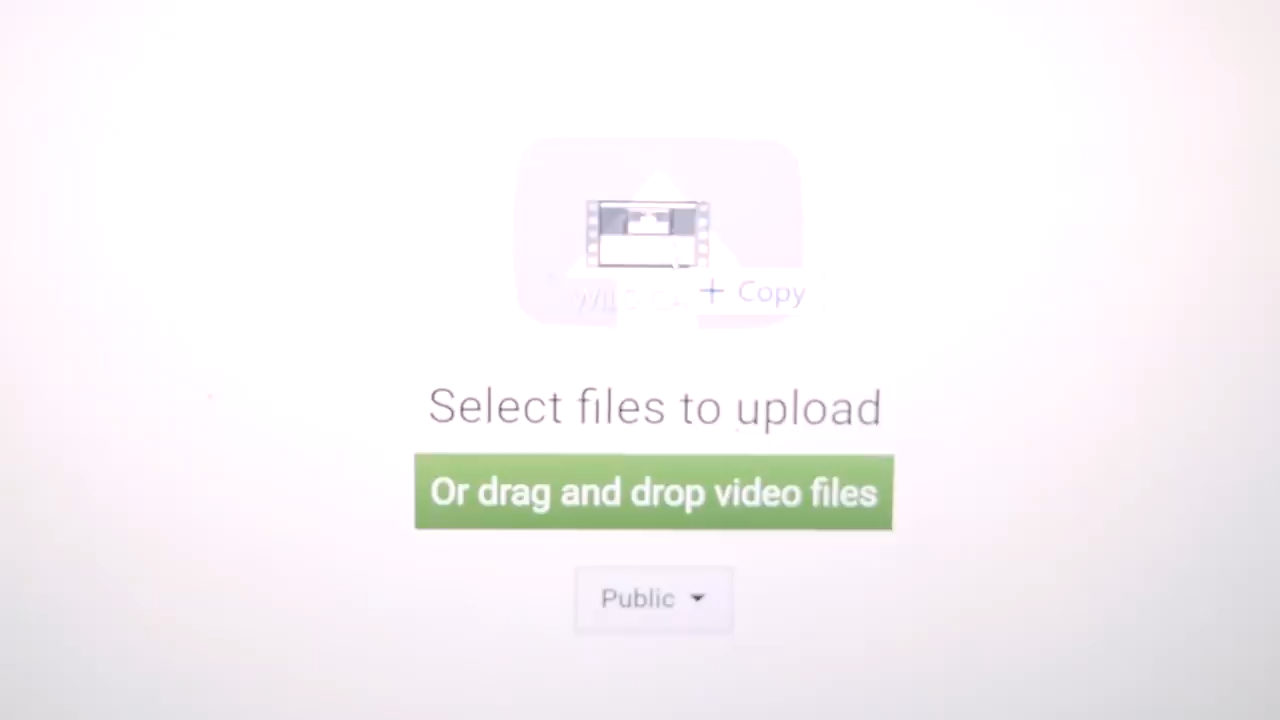 + Copy
Select files to upload
Or drag and drop video files
Public